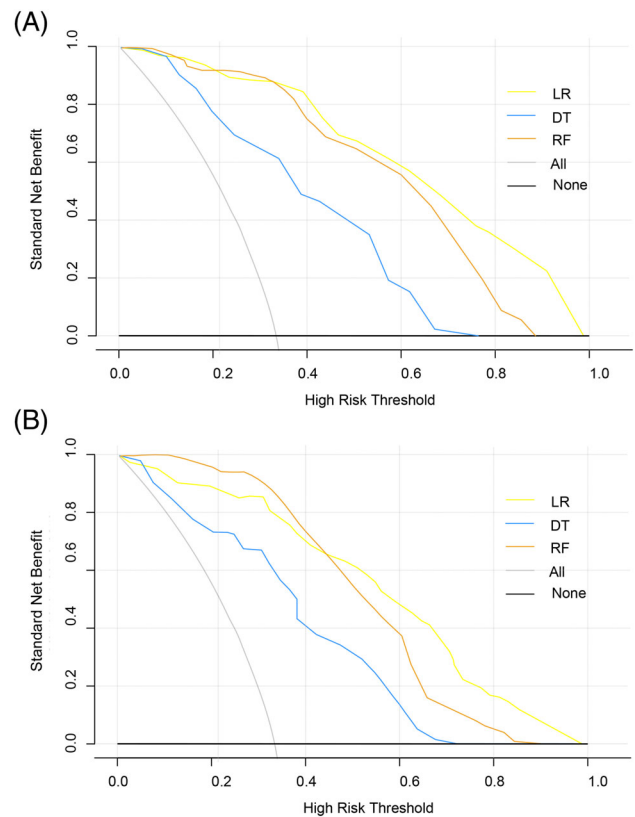 (A)
1.0
0.8
0.6
0.4
0.2
0.0
Standard Net Benefit
LR
DT
RF
All
None
0.0 0.2 0.4 0.6 0.8 1.0
High Risk Threshold
(B)
1.0
0.8
0.6
0.4
0.2
0.0
Standard Net Benefit
LR
DT
RF
All
None
0.0 0.2 0.4 0.6 0.8 1.0
High Risk Threshold